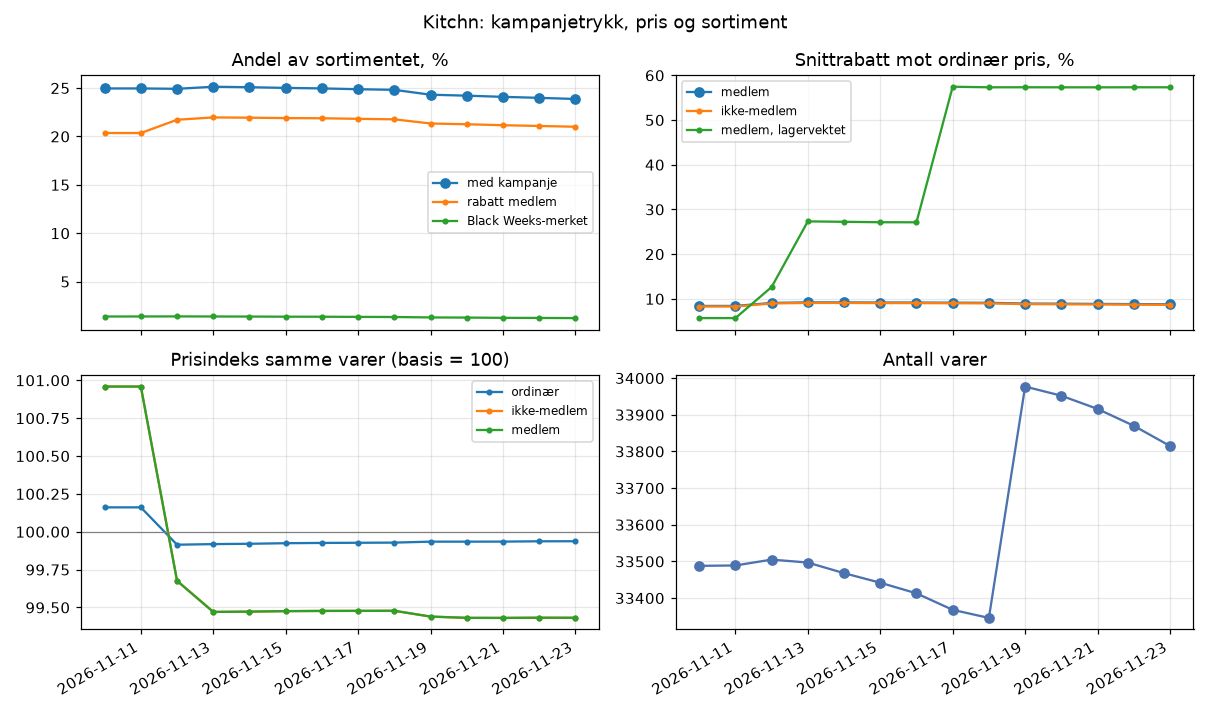 Kitchn: kampanjetrykk, pris og sortiment
Andel av sortimentet, %
25
20
15
10
5
med kampanje
rabatt medlem
Black Weeks-merket
Snittrabatt mot ordinær pris, %
60
50
40
30
20
10
medlem
ikke-medlem
medlem, lagervektet
Prisindeks samme varer (basis = 100)
101.00
100.75
100.50
100.25
100.00
99.75
99.50
ordinær
ikke-medlem
medlem
2026-11-11
2026-11-13
2026-11-15
2026-11-17
2026-11-19
2026-11-21
2026-11-23
Antall varer
34000
33900
33800
33700
33600
33500
33400
2026-11-11
2026-11-13
2026-11-15
2026-11-17
2026-11-19
2026-11-21
2026-11-23